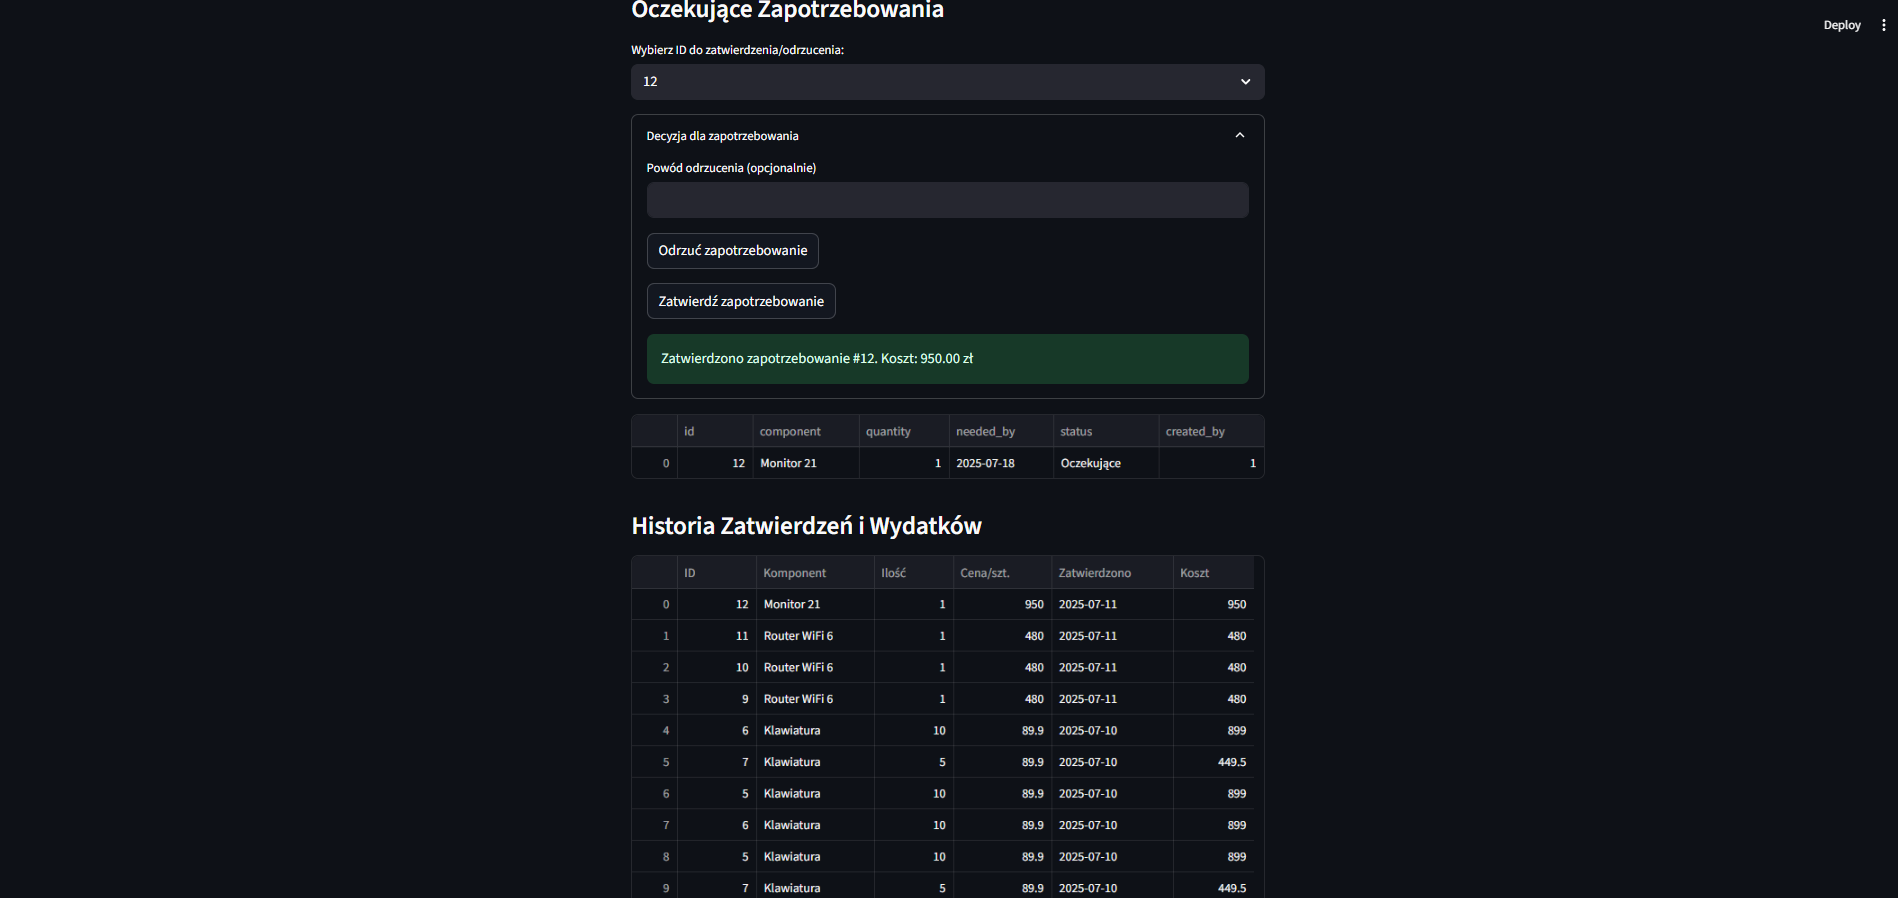 Oczekujące Zapotrzebowania
Deploy
Wybierz ID do zatwierdzenia/odrzucenia:
12
Decyzja dla zapotrzebowania
Powód odrzucenia (opcjonalnie)
Odrzuć zapotrzebowanie
Zatwierdź zapotrzebowanie
Zatwierdzono zapotrzebowanie #12. Koszt: 950.00 zł
id component quantity needed_by status created_by
0 12 Monitor 21 1 2025-07-18 Oczekujące 1
Historia Zatwierdzeń i Wydatków
ID Komponent Ilość Cena/szt. Zatwierdzono Koszt
0 12 Monitor 21 1 950 2025-07-11 950
1 11 Router WiFi 6 1 480 2025-07-11 480
2 10 Router WiFi 6 1 480 2025-07-11 480
3 9 Router WiFi 6 1 480 2025-07-11 480
4 6 Klawiatura 10 89.9 2025-07-10 899
5 7 Klawiatura 5 89.9 2025-07-10 449.5
6 5 Klawiatura 10 89.9 2025-07-10 899
7 6 Klawiatura 10 89.9 2025-07-10 899
8 5 Klawiatura 10 89.9 2025-07-10 899
9 7 Klawiatura 5 89.9 2025-07-10 449.5